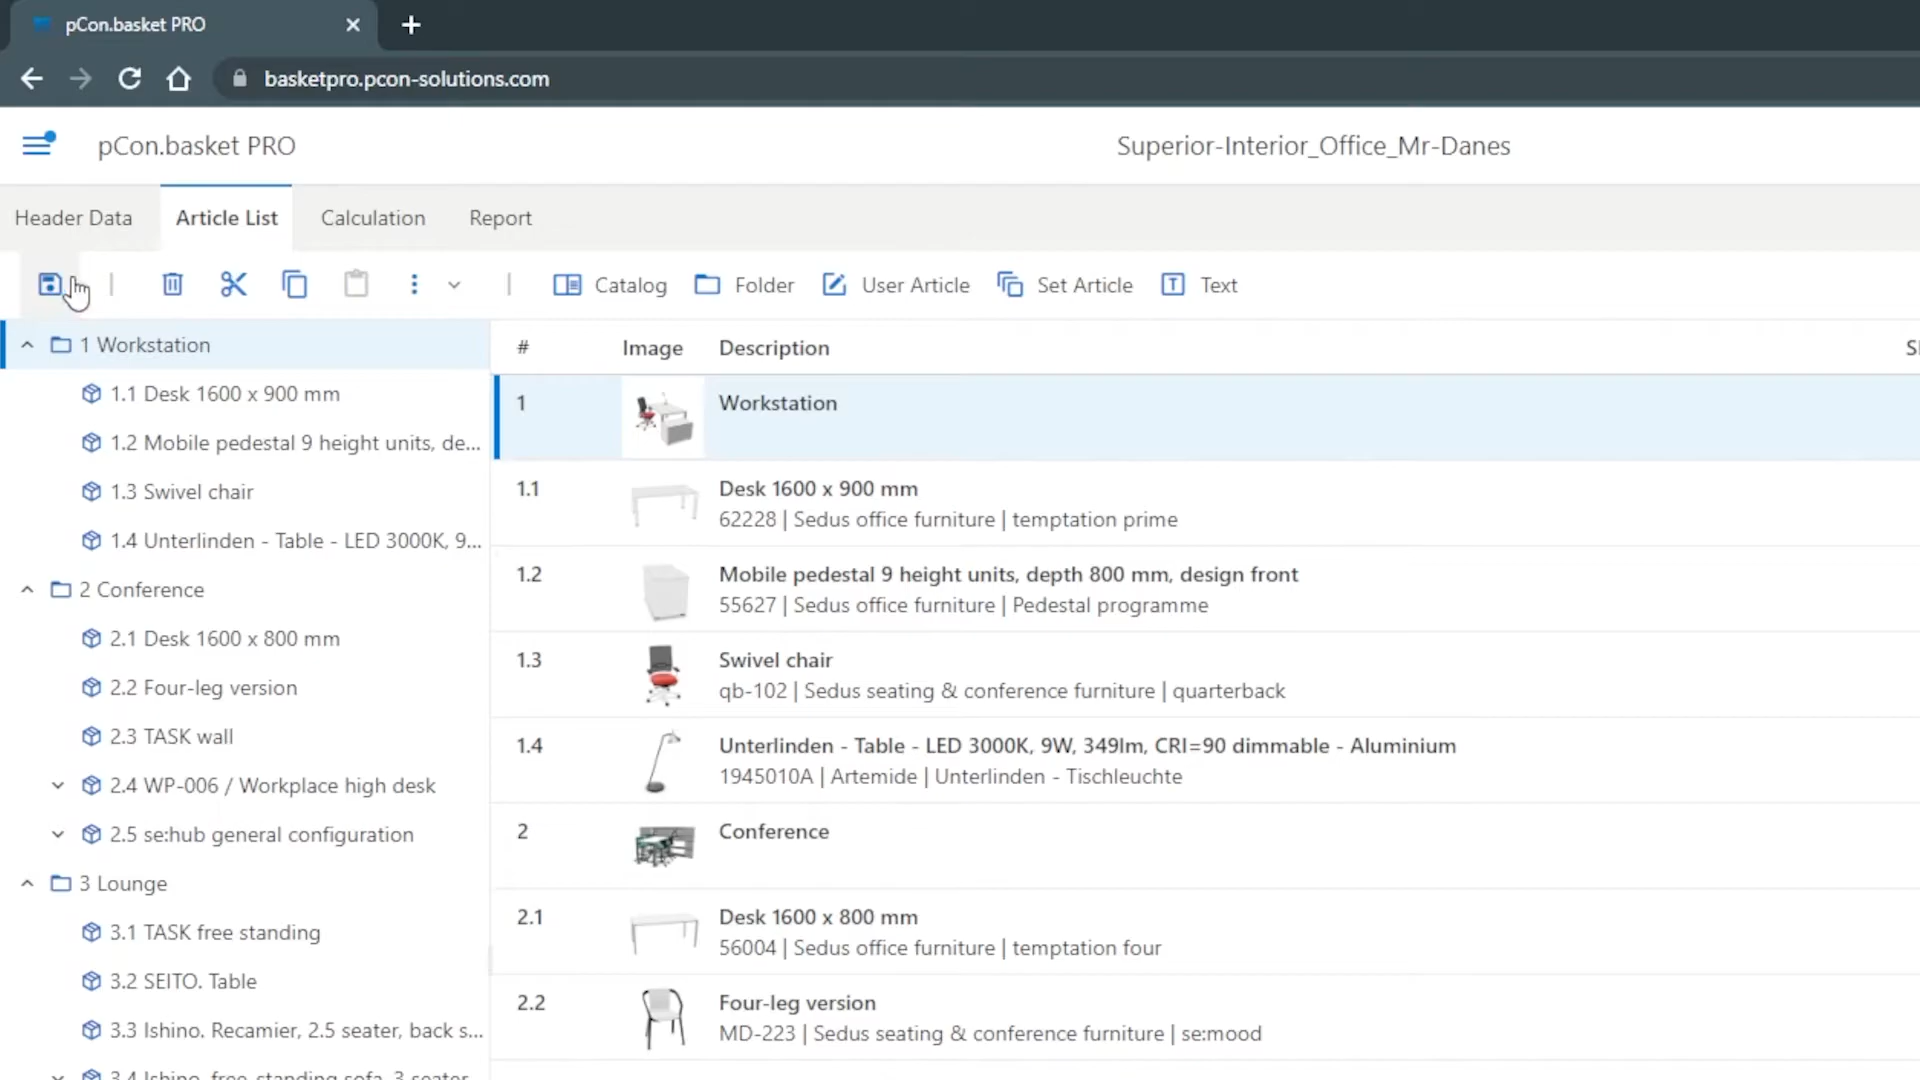 pCon.basket PRO
basketpro.pcon-solutions.com
pCon.basket PRO
Superior-Interior_Office_Mr-Danes
Header Data
Article List
Calculation
Report
Catalog
Folder
User Article
Set Article
Text
1 Workstation
1.1 Desk 1600 x 900 mm
1.2 Mobile pedestal 9 height units, de...
1.3 Swivel chair
1.4 Unterlinden - Table - LED 3000K, 9...
2 Conference
2.1 Desk 1600 x 800 mm
2.2 Four-leg version
2.3 TASK wall
2.4 WP-006 / Workplace high desk
2.5 se:hub general configuration
3 Lounge
3.1 TASK free standing
3.2 SEITO. Table
3.3 Ishino. Recamier, 2.5 seater, back s...
3.4 Ishino, free-standing sofa, 3 seater
# Image Description
1 Workstation
1.1 Desk 1600 x 900 mm
62228 | Sedus office furniture | temptation prime
1.2 Mobile pedestal 9 height units, depth 800 mm, design front
55627 | Sedus office furniture | Pedestal programme
1.3 Swivel chair
qb-102 | Sedus seating & conference furniture | quarterback
1.4 Unterlinden - Table - LED 3000K, 9W, 349lm, CRI=90 dimmable - Aluminium
1945010A | Artemide | Unterlinden - Tischleuchte
2 Conference
2.1 Desk 1600 x 800 mm
56004 | Sedus office furniture | temptation four
2.2 Four-leg version
MD-223 | Sedus seating & conference furniture | se:mood